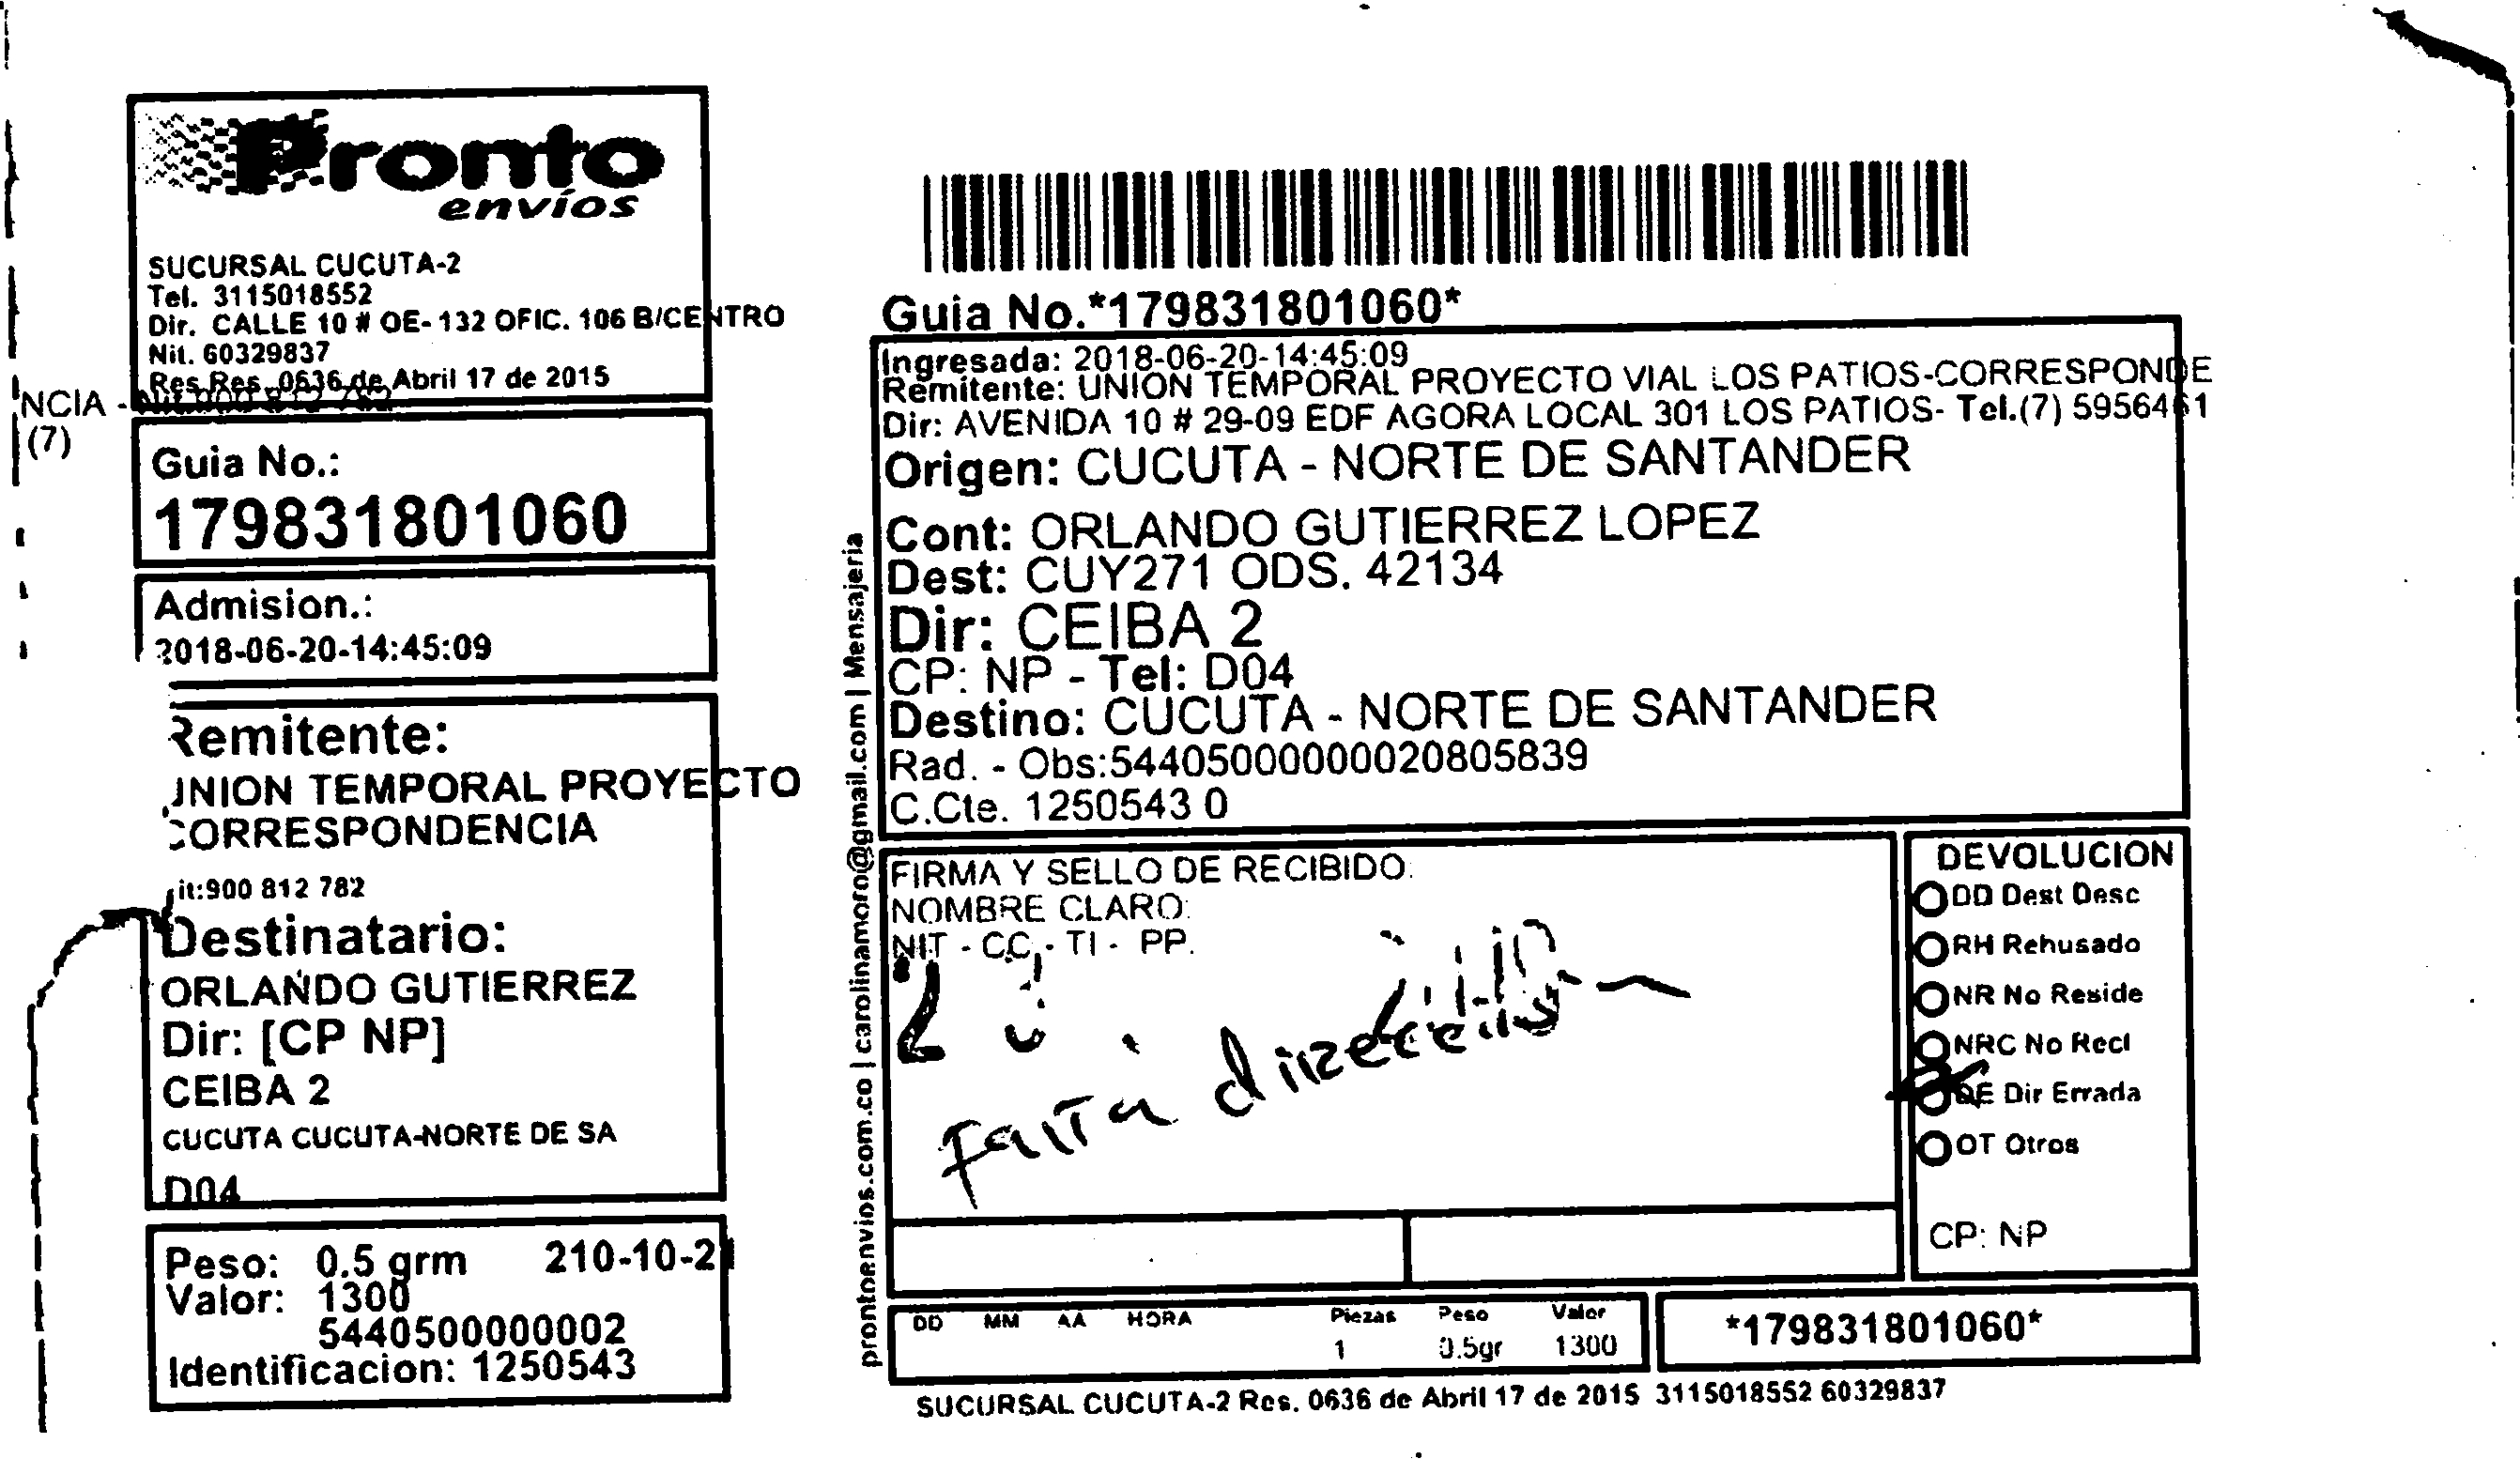 Pronto
envíos
SUCURSAL CUCUTA-2
Tel. 3115018552
Dir. CALLE 10 # OE-132 OFIC. 106 B/CENTRO
Nit. 60329837
Res Res. 0636 de Abril 17 de 2015
NCIA - Nit 900 812 782
(7)
Guia No.:
179831801060
Admision.:
2018-06-20-14:45:09
Remitente:
UNION TEMPORAL PROYECTO
CORRESPONDENCIA
it:900 812 782
Destinatario:
ORLANDO GUTIERREZ
Dir: [CP NP]
CEIBA 2
CUCUTA CUCUTA-NORTE DE SA
D04
Peso: 0.5 grm 210-10-2
Valor: 1300
5440500000002
Identificacion: 1250543
prontoenvios.com.co | carolinamoro@gmail.com | Mensajeria
Guia No.*179831801060*
Ingresada: 2018-06-20-14:45:09
Remitente: UNION TEMPORAL PROYECTO VIAL LOS PATIOS-CORRESPONDE
Dir: AVENIDA 10 # 29-09 EDF AGORA LOCAL 301 LOS PATIOS- Tel.(7) 5956461
Origen: CUCUTA - NORTE DE SANTANDER
Cont: ORLANDO GUTIERREZ LOPEZ
Dest: CUY271 ODS. 42134
Dir: CEIBA 2
CP: NP - Tel: D04
Destino: CUCUTA - NORTE DE SANTANDER
Rad. - Obs:544050000000020805839
C.Cte. 1250543 0
FIRMA Y SELLO DE RECIBIDO:
NOMBRE CLARO:
NIT - CC - TI - PP.
Falta
DEVOLUCION
DD Dest Desc
RH Rehusado
NR No Reside
NRC No Recl
DE Dir Errada
OT Otros
CP: NP
DD MM AA HORA Piezas Peso Valor
1 0.5gr 1300
*179831801060*
SUCURSAL CUCUTA-2 Res. 0636 de Abril 17 de 2015 3115018552 60329837